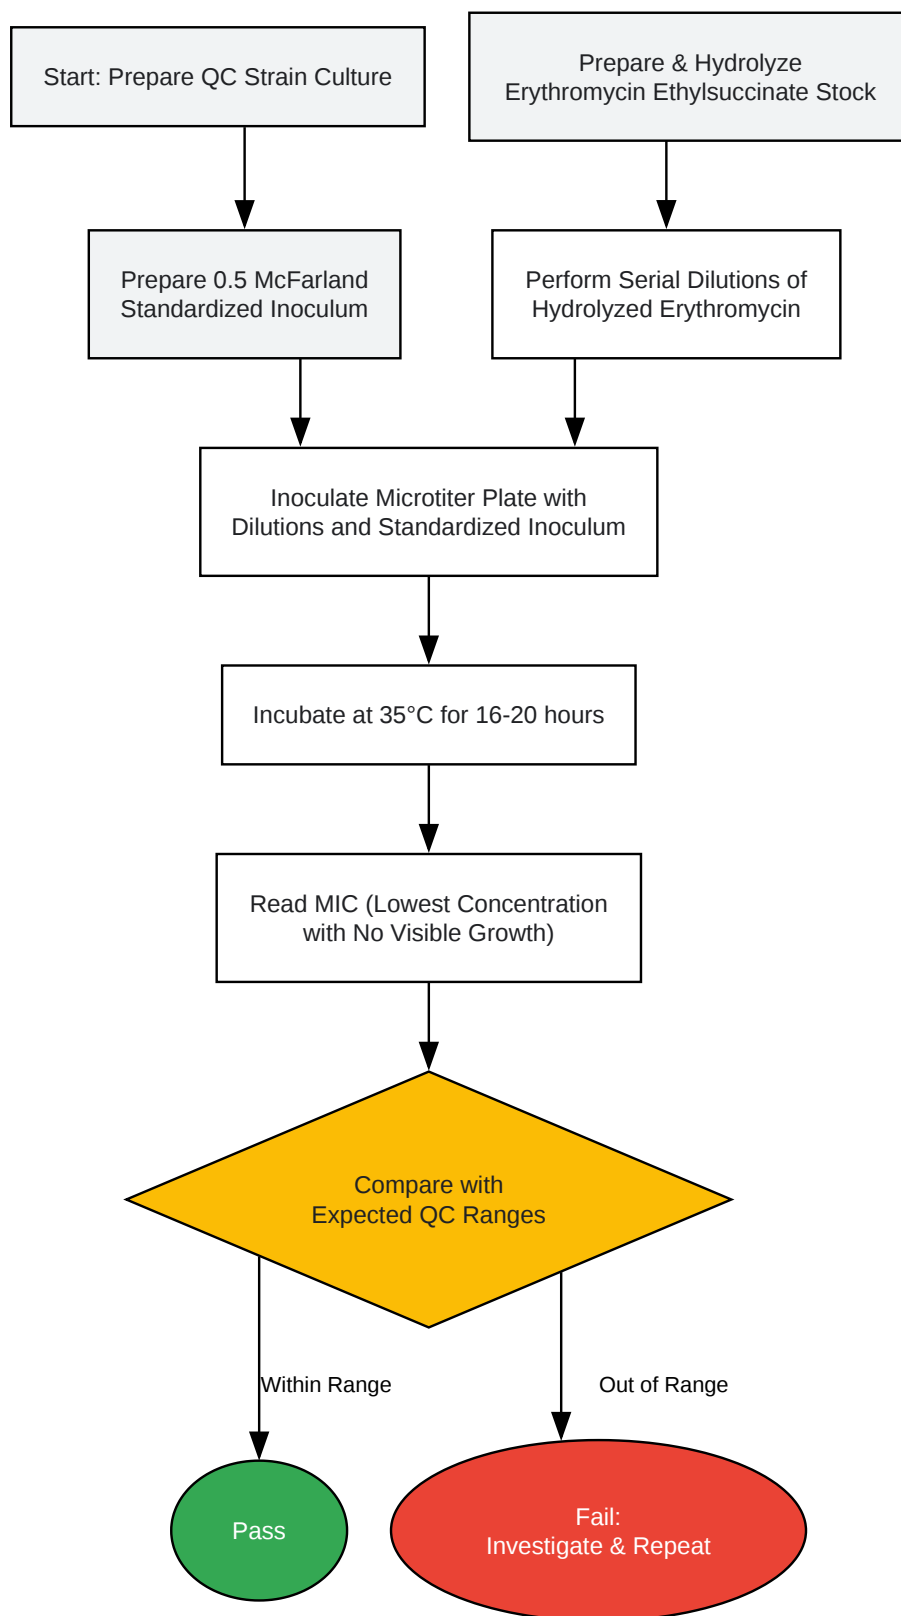 Start: Prepare QC Strain Culture
Prepare & Hydrolyze
Erythromycin Ethylsuccinate Stock
Prepare 0.5 McFarland
Standardized Inoculum
Perform Serial Dilutions of
Hydrolyzed Erythromycin
Inoculate Microtiter Plate with
Dilutions and Standardized Inoculum
Incubate at 35°C for 16-20 hours
Read MIC (Lowest Concentration
with No Visible Growth)
Compare with
Expected QC Ranges
Within Range
Out of Range
Pass
Fail:
Investigate & Repeat